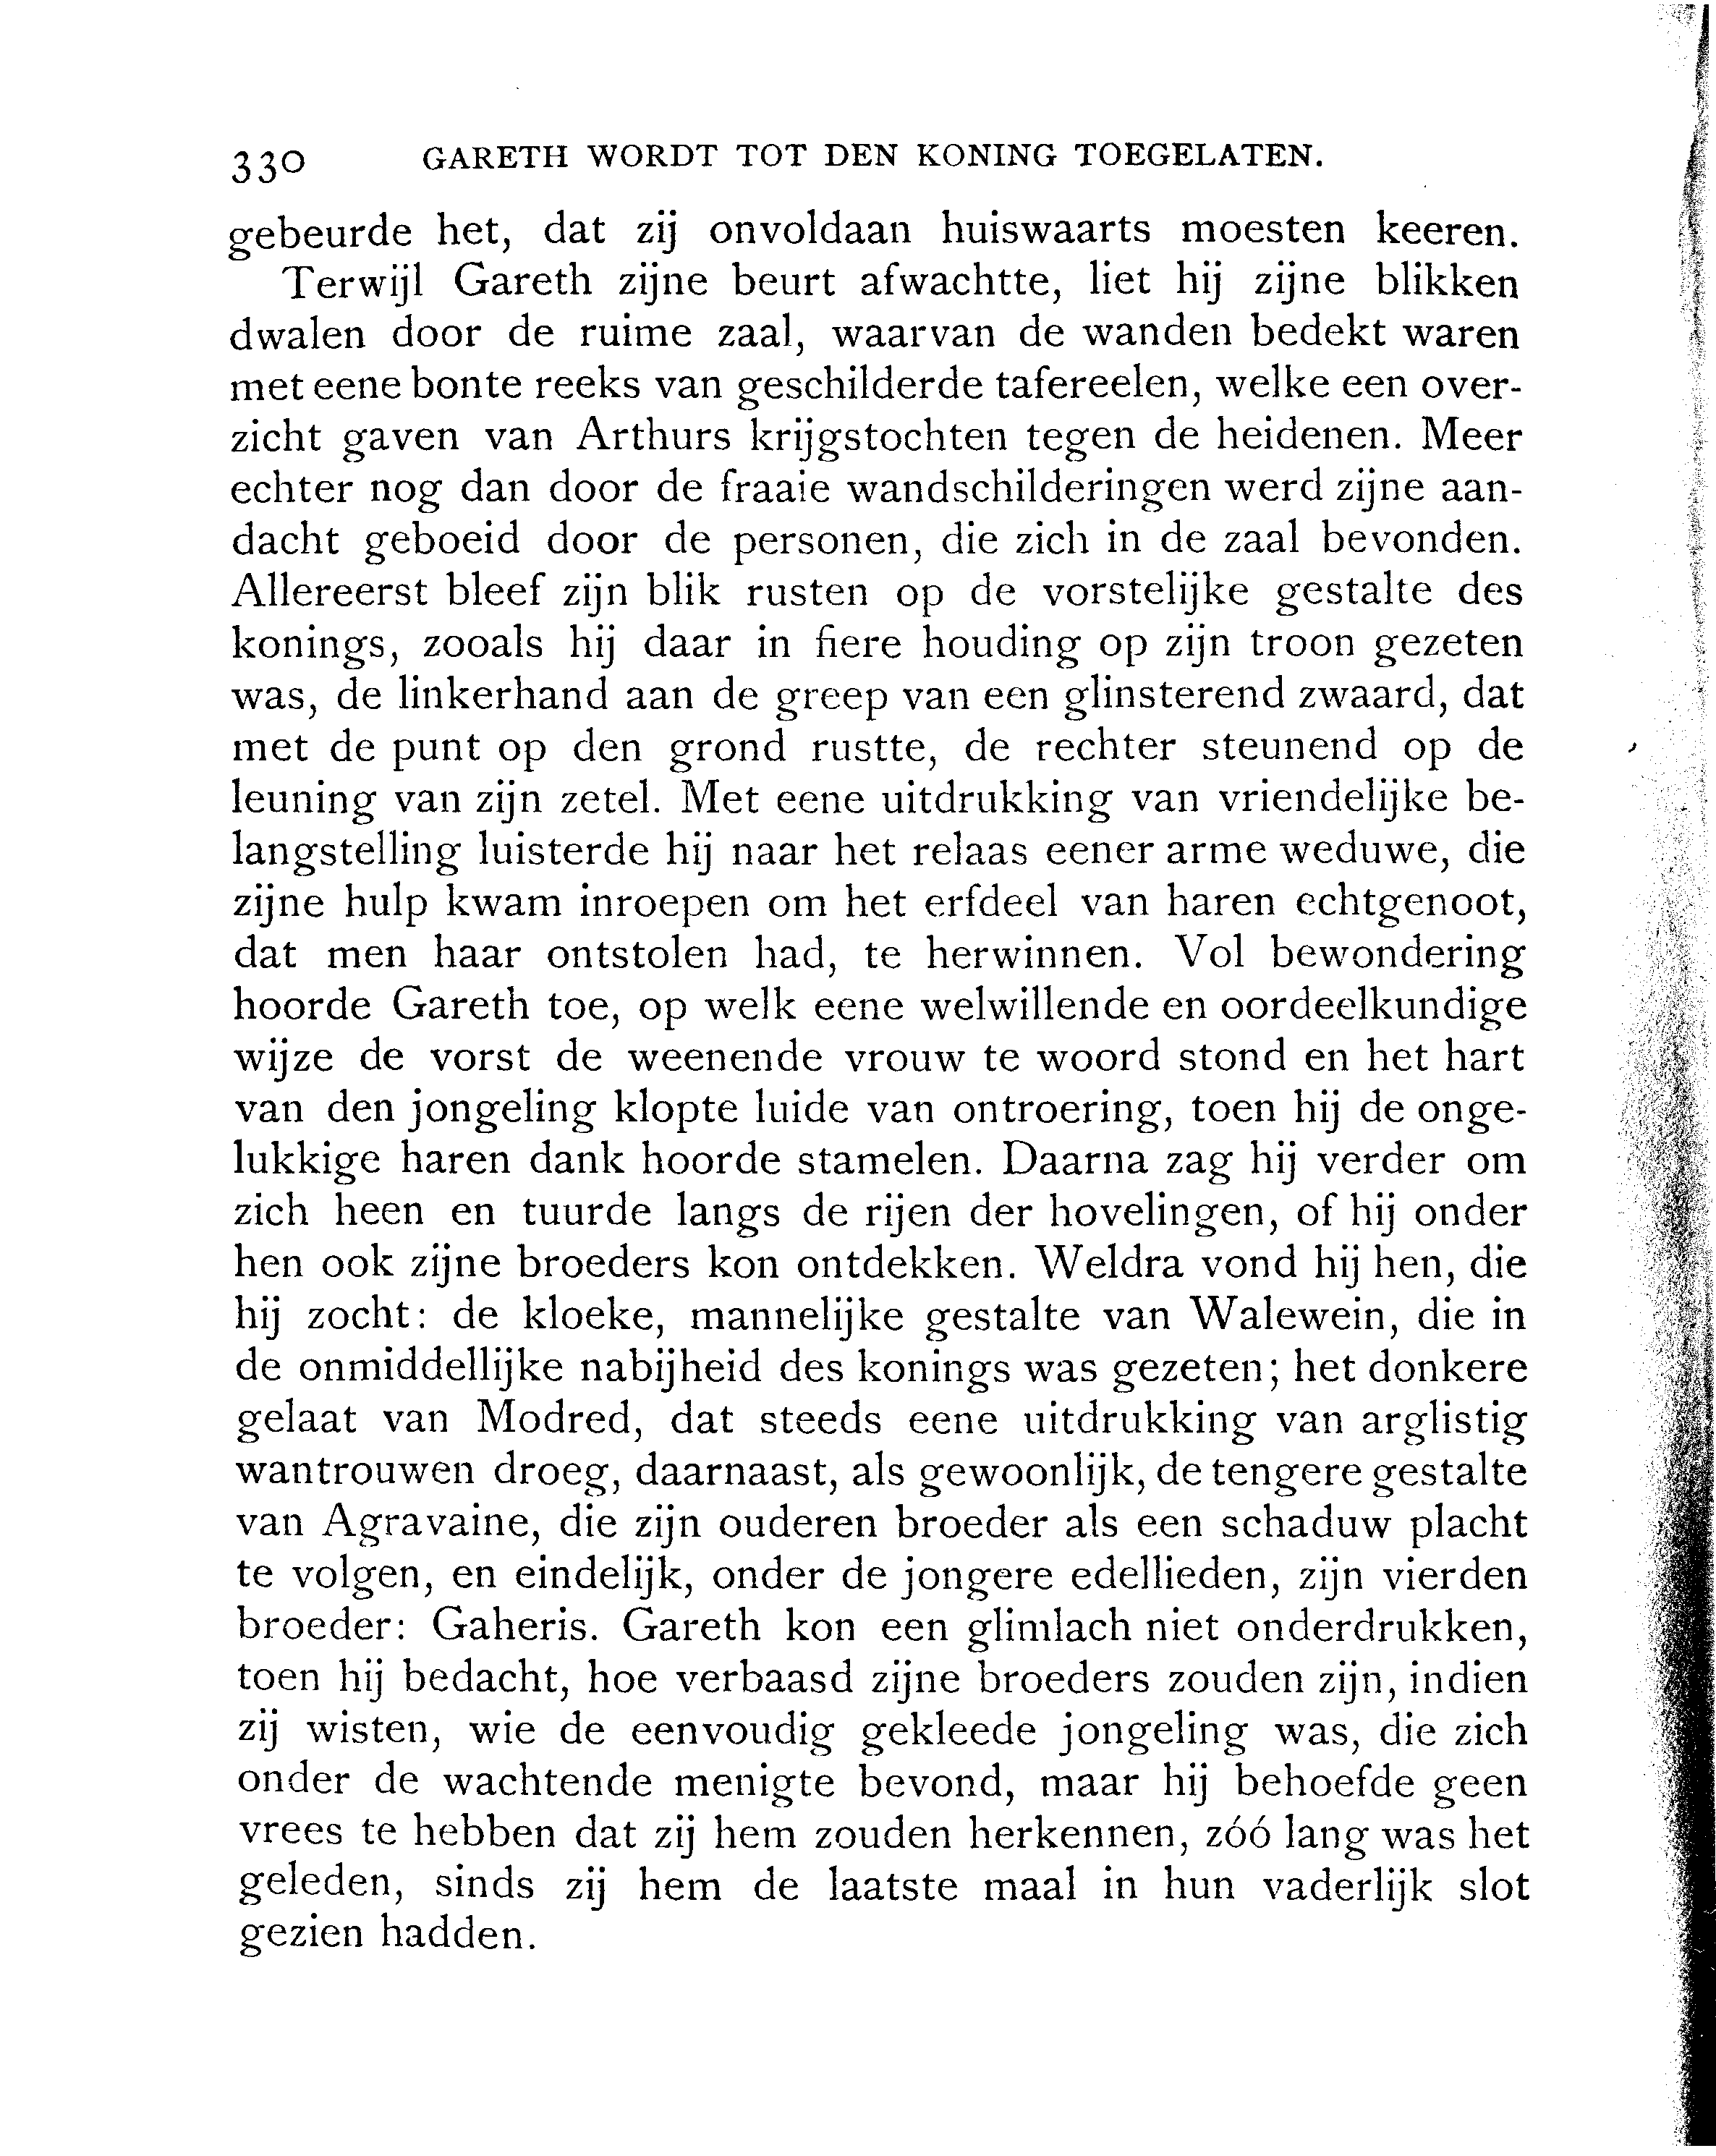 330 GARETH WORDT TOT DEN KONING TOEGELATEN.
gebeurde het, dat zij onvoldaan huiswaarts moesten keeren.
Terwijl Gareth zijne beurt afwachtte, liet hij zijne blikken
dwalen door de ruime zaal, waarvan de wanden bedekt waren
met eene bonte reeks van geschilderde tafereelen, welke een over-
zicht gaven van Arthurs krijgstochten tegen de heidenen. Meer
echter nog dan door de fraaie wandschilderingen werd zijne aan-
dacht geboeid door de personen, die zich in de zaal bevonden.
Allereerst bleef zijn blik rusten op de vorstelijke gestalte des
konings, zooals hij daar in fiere houding op zijn troon gezeten
was, de linkerhand aan de greep van een glinsterend zwaard, dat
met de punt op den grond rustte, de rechter steunend op de
leuning van zijn zetel. Met eene uitdrukking van vriendelijke be-
langstelling luisterde hij naar het relaas eener arme weduwe, die
zijne hulp kwam inroepen om het erfdeel van haren echtgenoot,
dat men haar ontstolen had, te herwinnen. Vol bewondering
hoorde Gareth toe, op welk eene welwillende en oordeelkundige
wijze de vorst de weenende vrouw te woord stond en het hart
van den jongeling klopte luide van ontroering, toen hij de onge-
lukkige haren dank hoorde stamelen. Daarna zag hij verder om
zich heen en tuurde langs de rijen der hovelingen, of hij onder
hen ook zijne broeders kon ontdekken. Weldra vond hij hen, die
hij zocht: de kloeke, mannelijke gestalte van Walewein, die in
de onmiddellijke nabijheid des konings was gezeten; het donkere
gelaat van Modred, dat steeds eene uitdrukking van arglistig
wantrouwen droeg, daarnaast, als gewoonlijk, de tengere gestalte
van Agravaine, die zijn ouderen broeder als een schaduw placht
te volgen, en eindelijk, onder de jongere edellieden, zijn vierden
broeder: Gaheris. Gareth kon een glimlach niet onderdrukken,
toen hij bedacht, hoe verbaasd zijne broeders zouden zijn, indien
zij wisten, wie de eenvoudig gekleede jongeling was, die zich
onder de wachtende menigte bevond, maar hij behoefde geen
vrees te hebben dat zij hem zouden herkennen, zóó lang was het
geleden, sinds zij hem de laatste maal in hun vaderlijk slot
gezien hadden.